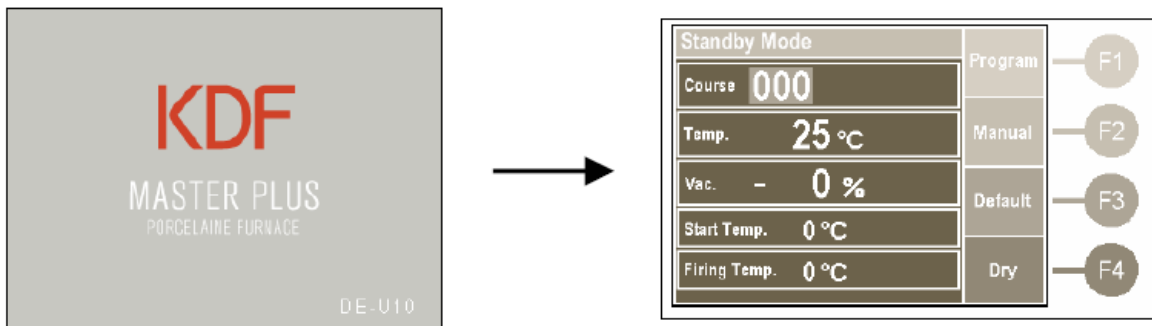 KDF
MASTER PLUS
PORCELAINE FURNACE
DE-U10
Standby Mode
Course 000
Temp. 25 °C
Vac. - 0 %
Start Temp. 0 °C
Firing Temp. 0 °C
Program F1
Manual F2
Default F3
Dry F4